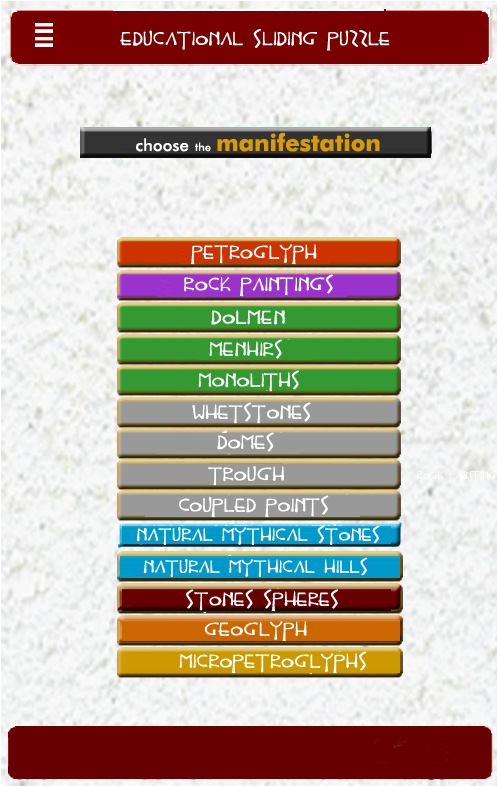 EDUCATIONAL SLIDING PUZZLE
choose the manifestation
PETROGLYPH
ROCK PAINTINGS
DOLMEN
MENHIRS
MONOLITHS
WHETSTONES
DOMES
TROUGH
COUPLED POINTS
NATURAL MYTHICAL STONES
NATURAL MYTHICAL HILLS
STONES SPHERES
GEOGLYPH
MICROPETROGLYPHS